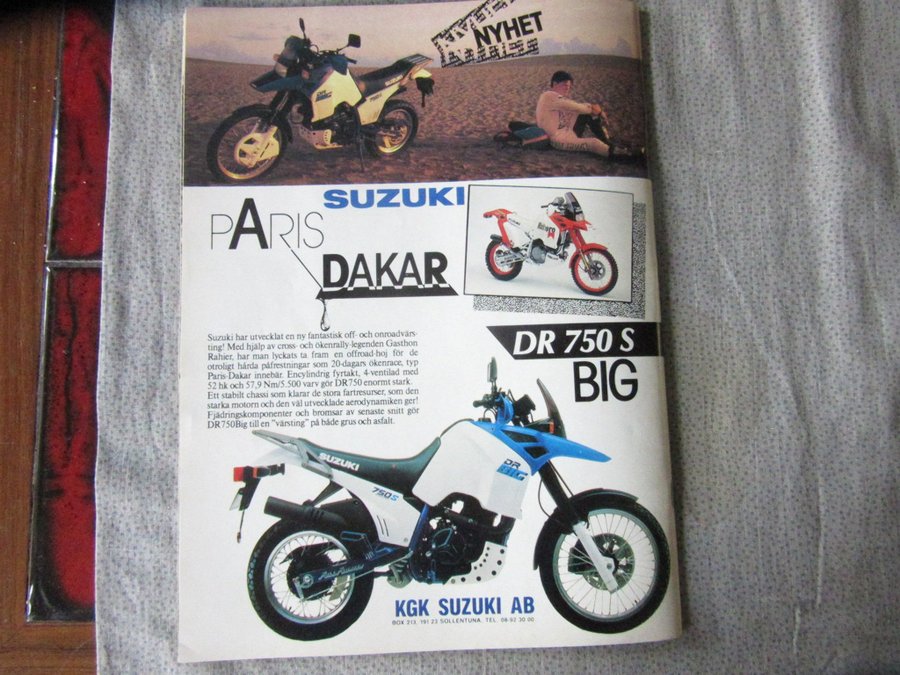 NYHET
SUZUKI
PARIS
DAKAR
DR 750 S
BIG
Suzuki har utvecklat en ny fantastisk off- och onroadvärs-
ting! Med hjälp av cross- och ökenrally-legenden Gasthon
Rahier, har man lyckats ta fram en offroad-hoj för de
otroligt hårda påfrestningar som 20-dagars ökenrace, typ
Paris-Dakar innebär. Encylindrig fyrtakt, 4-ventilad med
52 hk och 57,9 Nm/5.500 varv gör DR750 enormt stark.
Ett stabilt chassi som klarar de stora fartresurser, som den
starka motorn och den väl utvecklade aerodynamiken ger!
Fjädringskomponenter och bromsar av senaste snitt gör
DR750Big till en "värsting" på både grus och asfalt.
SUZUKI
750S
DR
BIG
KGK SUZUKI AB
BOX 213, 191 23 SOLLENTUNA. TEL. 08-92 30 00